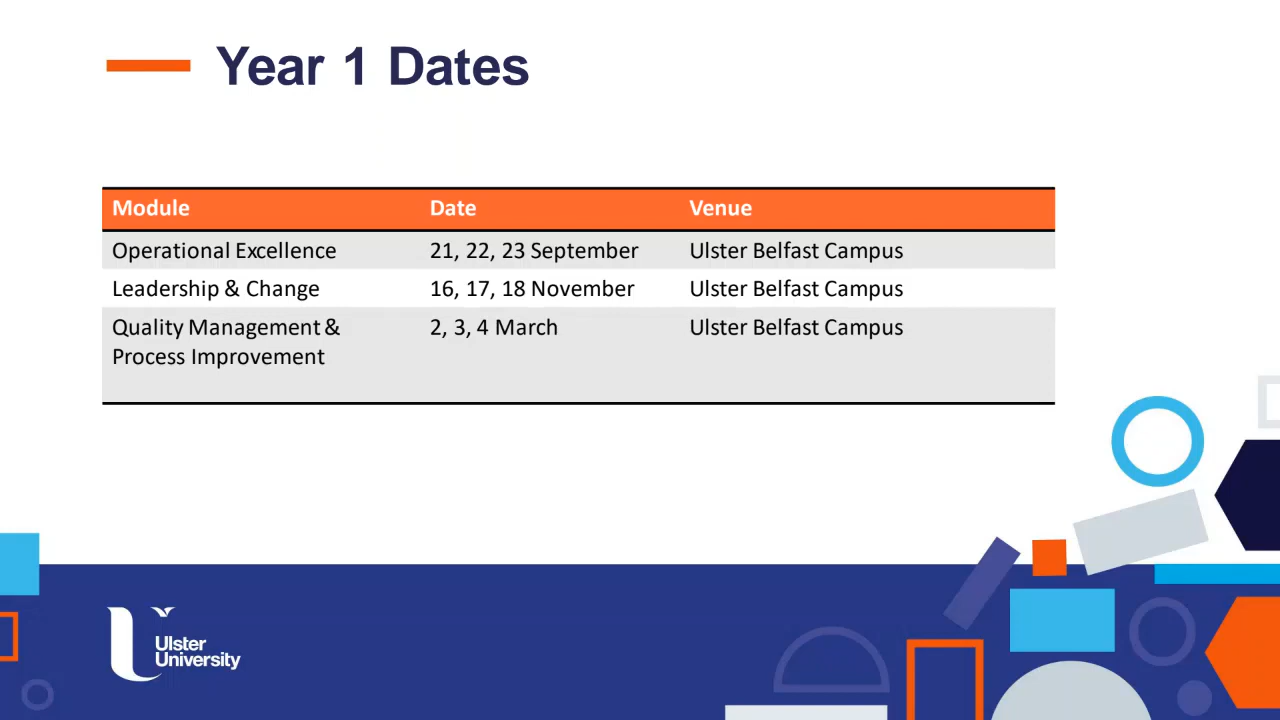 Year 1 Dates
Module Date Venue
Operational Excellence 21, 22, 23 September Ulster Belfast Campus
Leadership & Change 16, 17, 18 November Ulster Belfast Campus
Quality Management & 2, 3, 4 March Ulster Belfast Campus
Process Improvement
Ulster
University